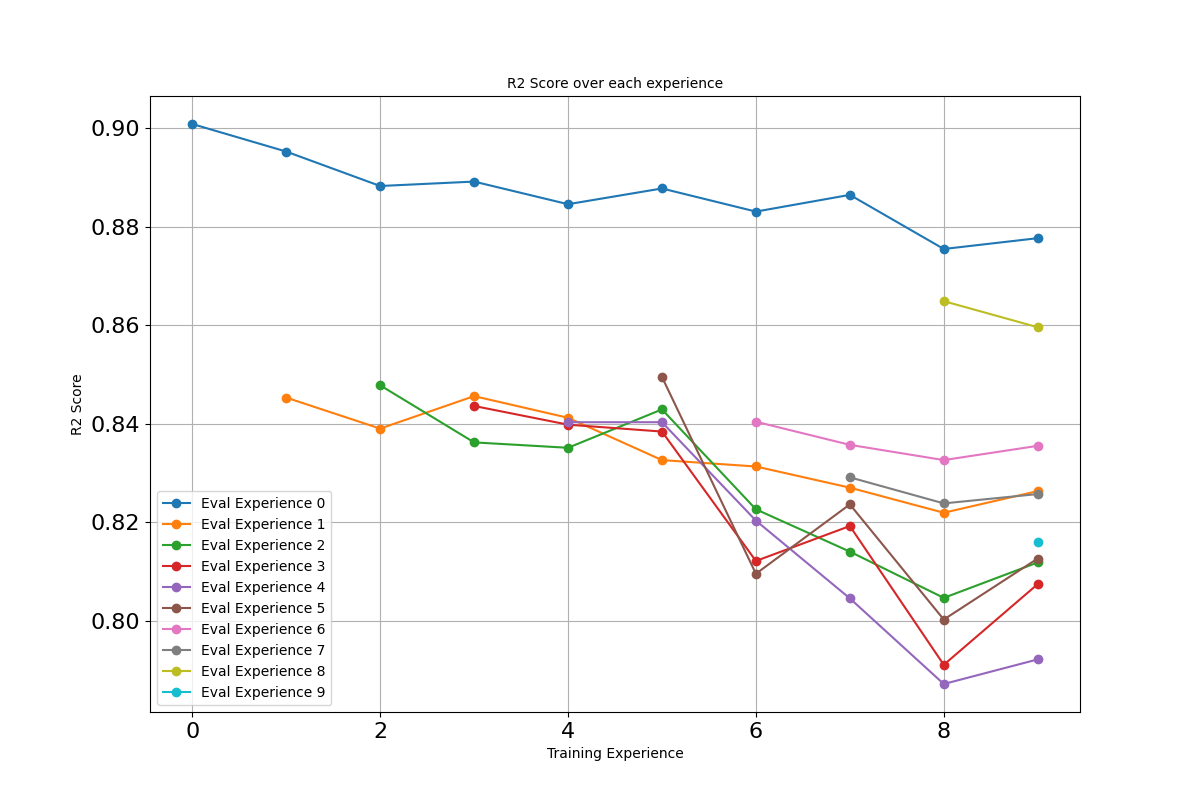 R2 Score over each experience
0.90
0.88
0.86
0.84
0.82
0.80
R2 Score
Eval Experience 0
Eval Experience 1
Eval Experience 2
Eval Experience 3
Eval Experience 4
Eval Experience 5
Eval Experience 6
Eval Experience 7
Eval Experience 8
Eval Experience 9
0 2 4 6 8
Training Experience